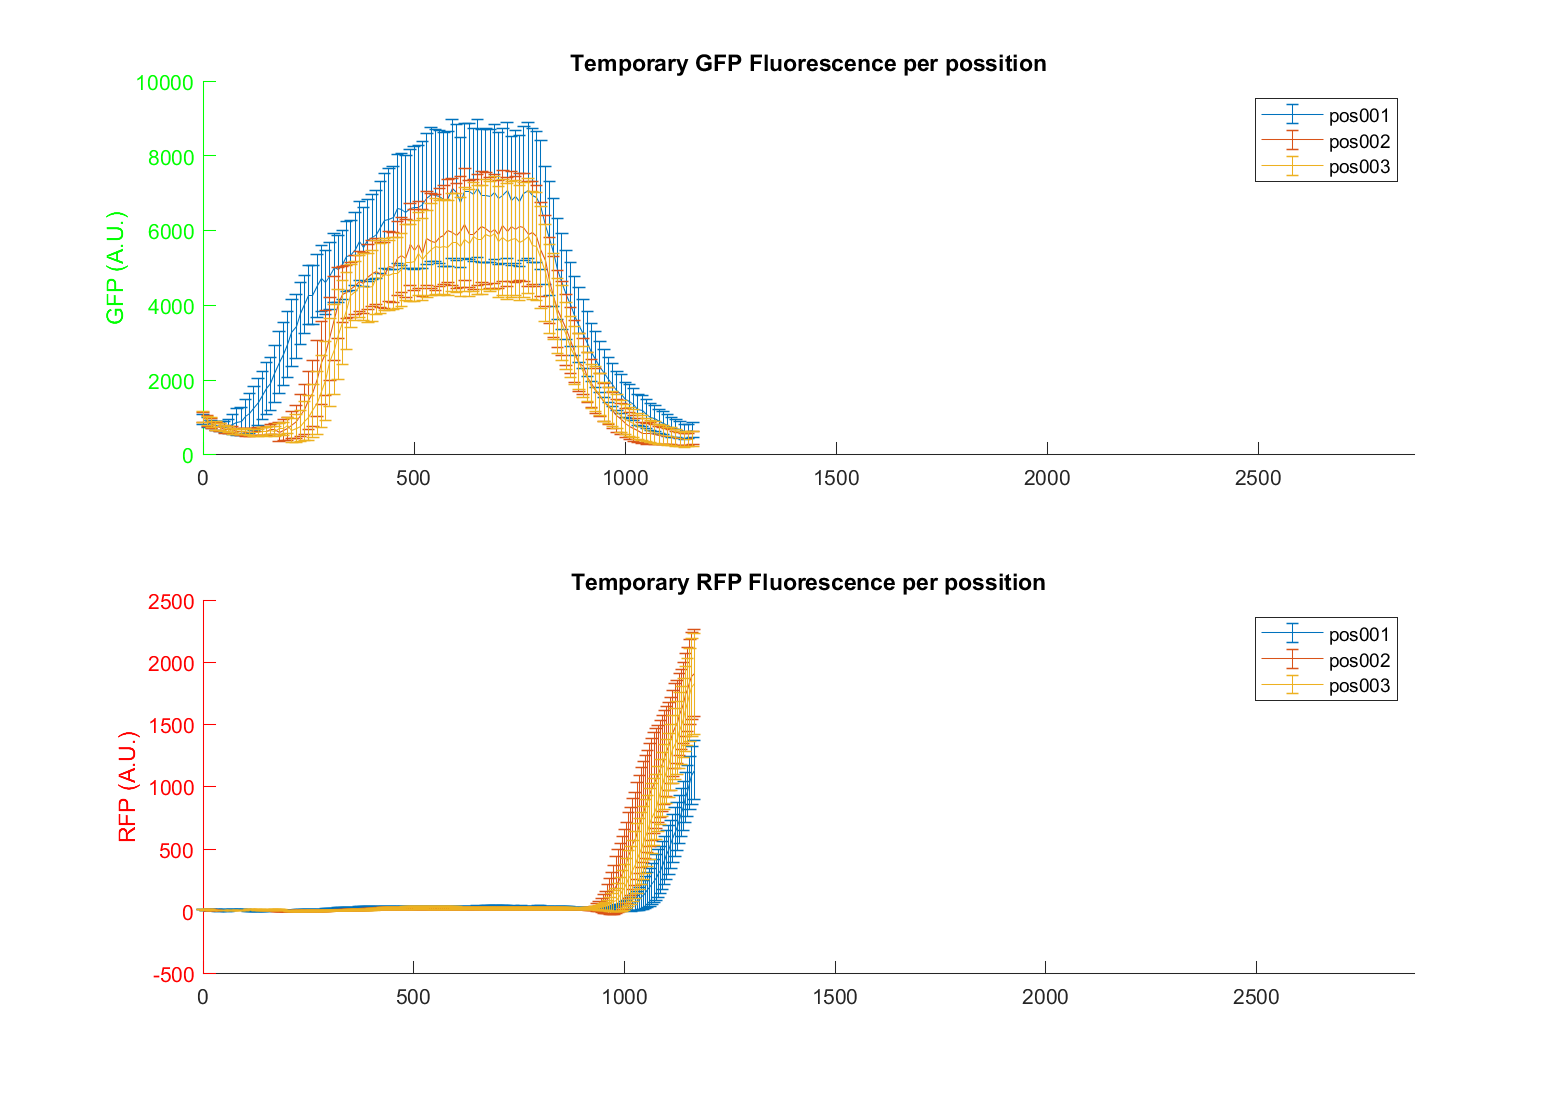 Temporary GFP Fluorescence per possition
10000
8000
6000
4000
2000
0
GFP (A.U.)
0 500 1000 1500 2000 2500
pos001
pos002
pos003
Temporary RFP Fluorescence per possition
2500
2000
1500
1000
500
0
-500
RFP (A.U.)
0 500 1000 1500 2000 2500
pos001
pos002
pos003